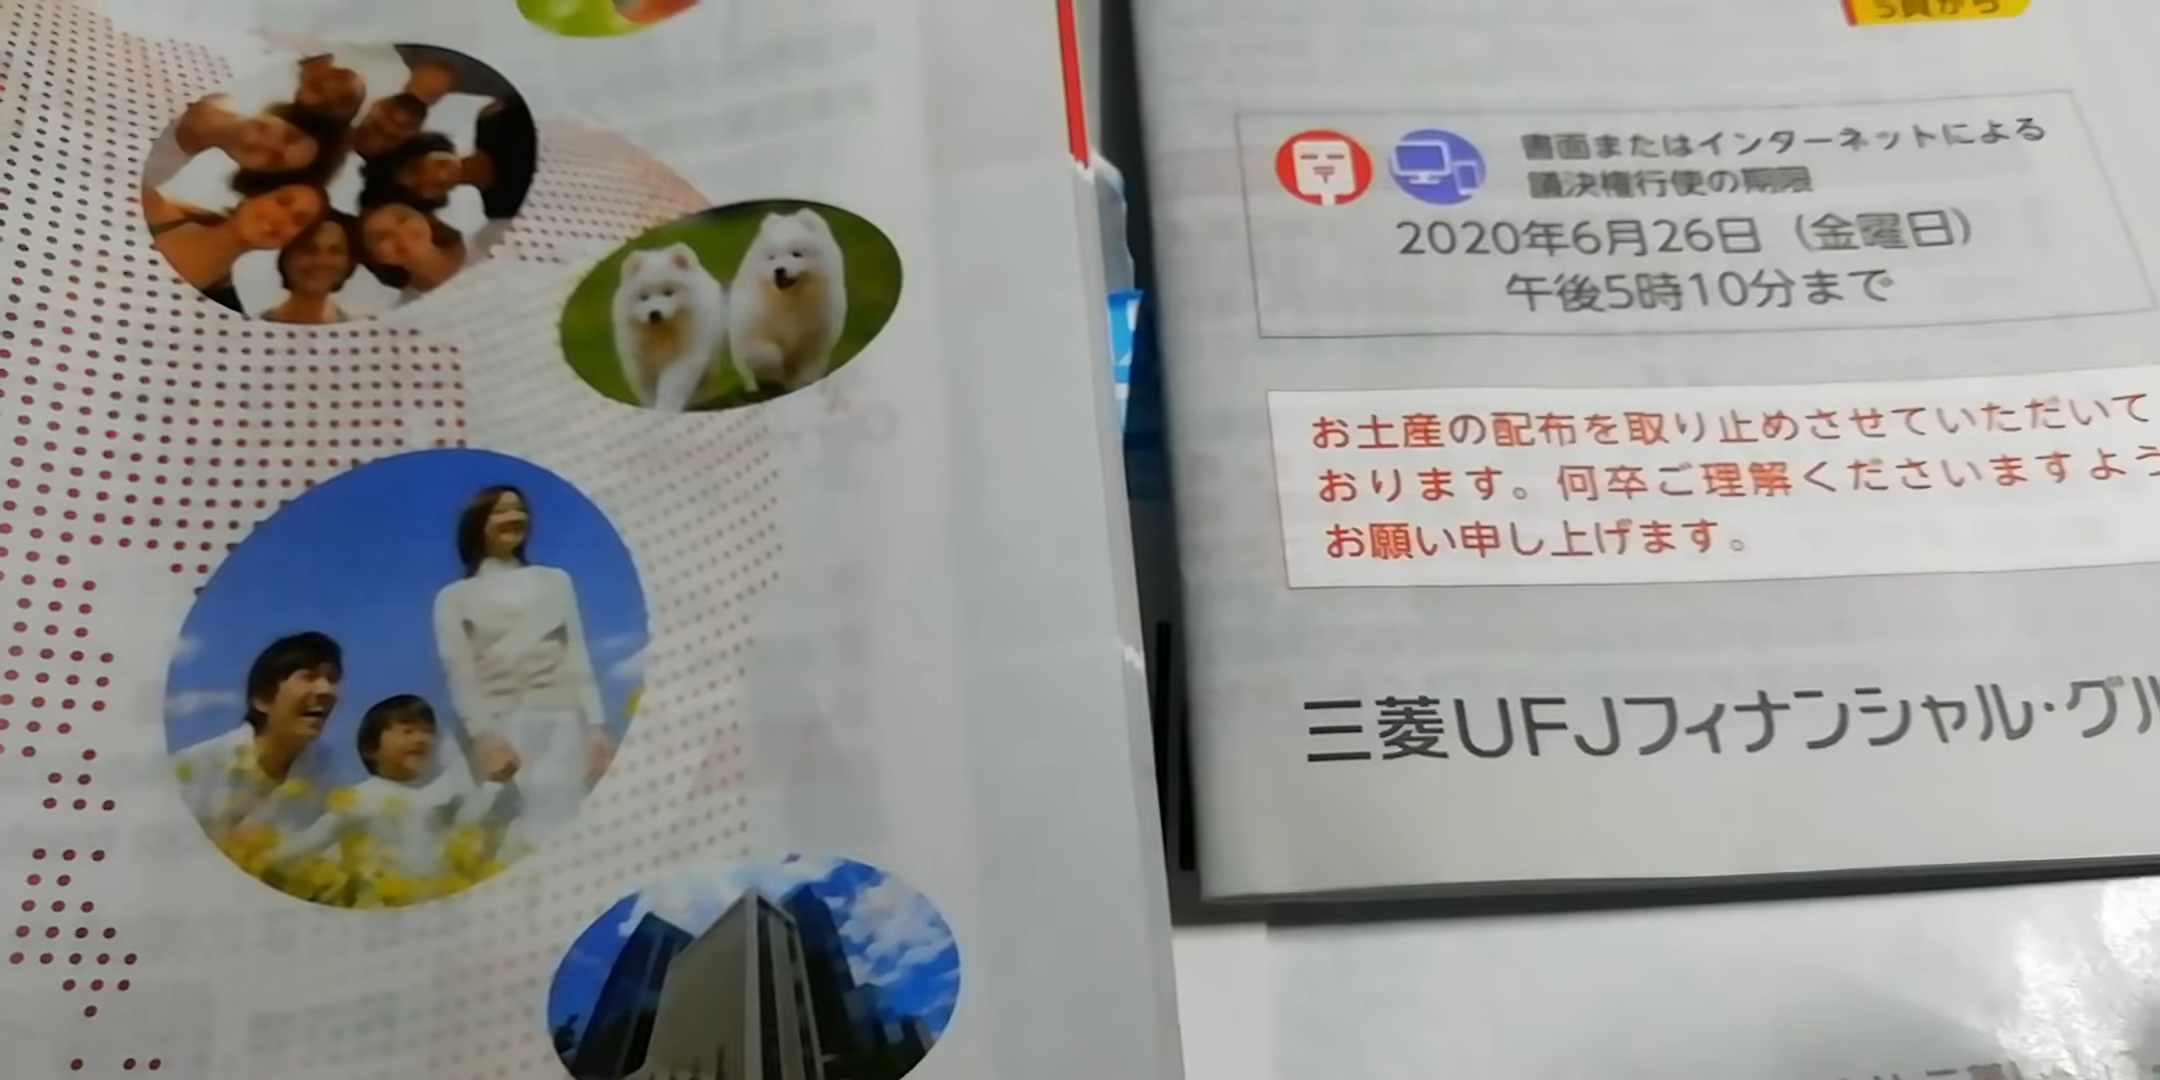 5頁から
書面またはインターネットによる
議決権行使の期限
2020年6月26日（金曜日）
午後5時10分まで
お土産の配布を取り止めさせていただいて
おります。何卒ご理解くださいますよう
お願い申し上げます。
三菱UFJフィナンシャル・グル